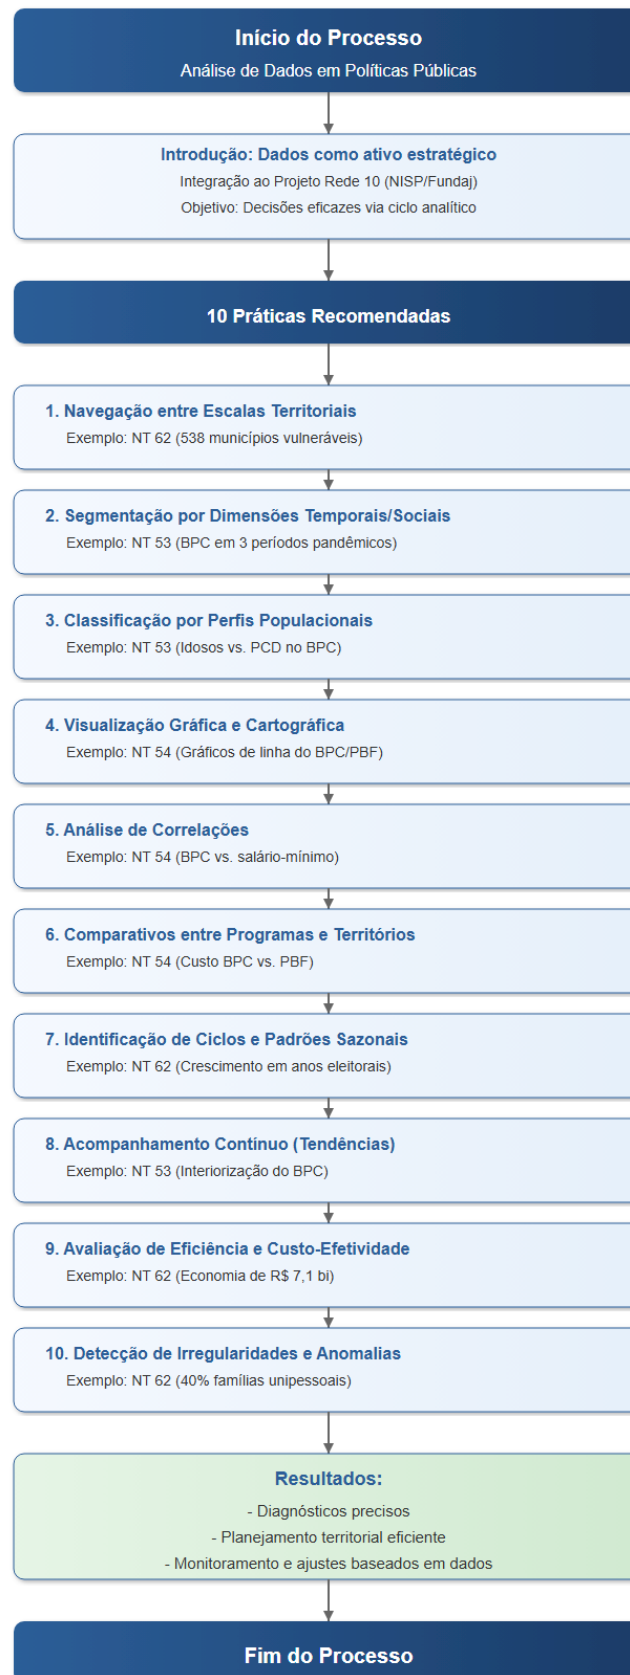 Início do Processo
Análise de Dados em Políticas Públicas
Introdução: Dados como ativo estratégico
Integração ao Projeto Rede 10 (NISP/Fundaj)
Objetivo: Decisões eficazes via ciclo analítico
10 Práticas Recomendadas
1. Navegação entre Escalas Territoriais
Exemplo: NT 62 (538 municípios vulneráveis)
2. Segmentação por Dimensões Temporais/Sociais
Exemplo: NT 53 (BPC em 3 períodos pandêmicos)
3. Classificação por Perfis Populacionais
Exemplo: NT 53 (Idosos vs. PCD no BPC)
4. Visualização Gráfica e Cartográfica
Exemplo: NT 54 (Gráficos de linha do BPC/PBF)
5. Análise de Correlações
Exemplo: NT 54 (BPC vs. salário-mínimo)
6. Comparativos entre Programas e Territórios
Exemplo: NT 54 (Custo BPC vs. PBF)
7. Identificação de Ciclos e Padrões Sazonais
Exemplo: NT 62 (Crescimento em anos eleitorais)
8. Acompanhamento Contínuo (Tendências)
Exemplo: NT 53 (Interiorização do BPC)
9. Avaliação de Eficiência e Custo-Efetividade
Exemplo: NT 62 (Economia de R$ 7,1 bi)
10. Detecção de Irregularidades e Anomalias
Exemplo: NT 62 (40% famílias unipessoais)
Resultados:
- Diagnósticos precisos
- Planejamento territorial eficiente
- Monitoramento e ajustes baseados em dados
Fim do Processo